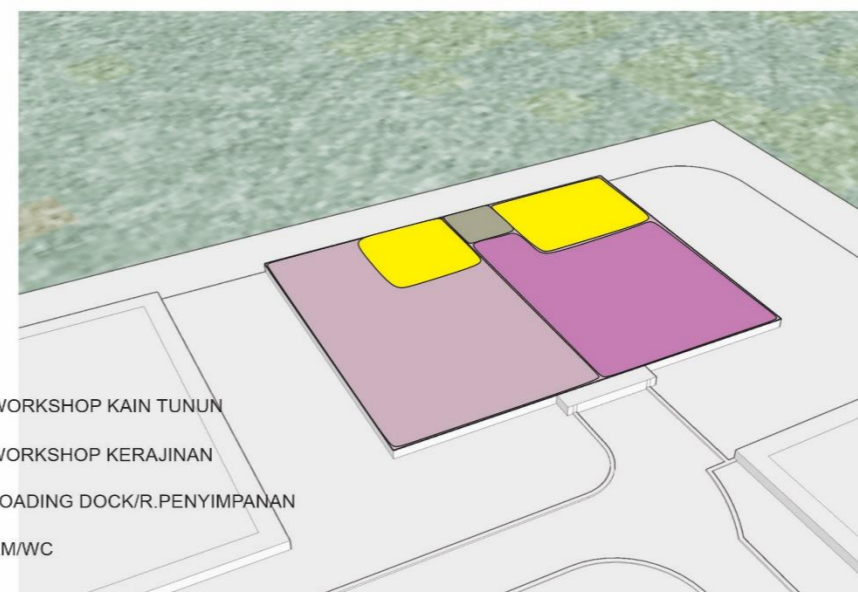 WORKSHOP KAIN TUNUN
WORKSHOP KERAJINAN
OADING DOCK/R.PENYIMPANAN
M/WC